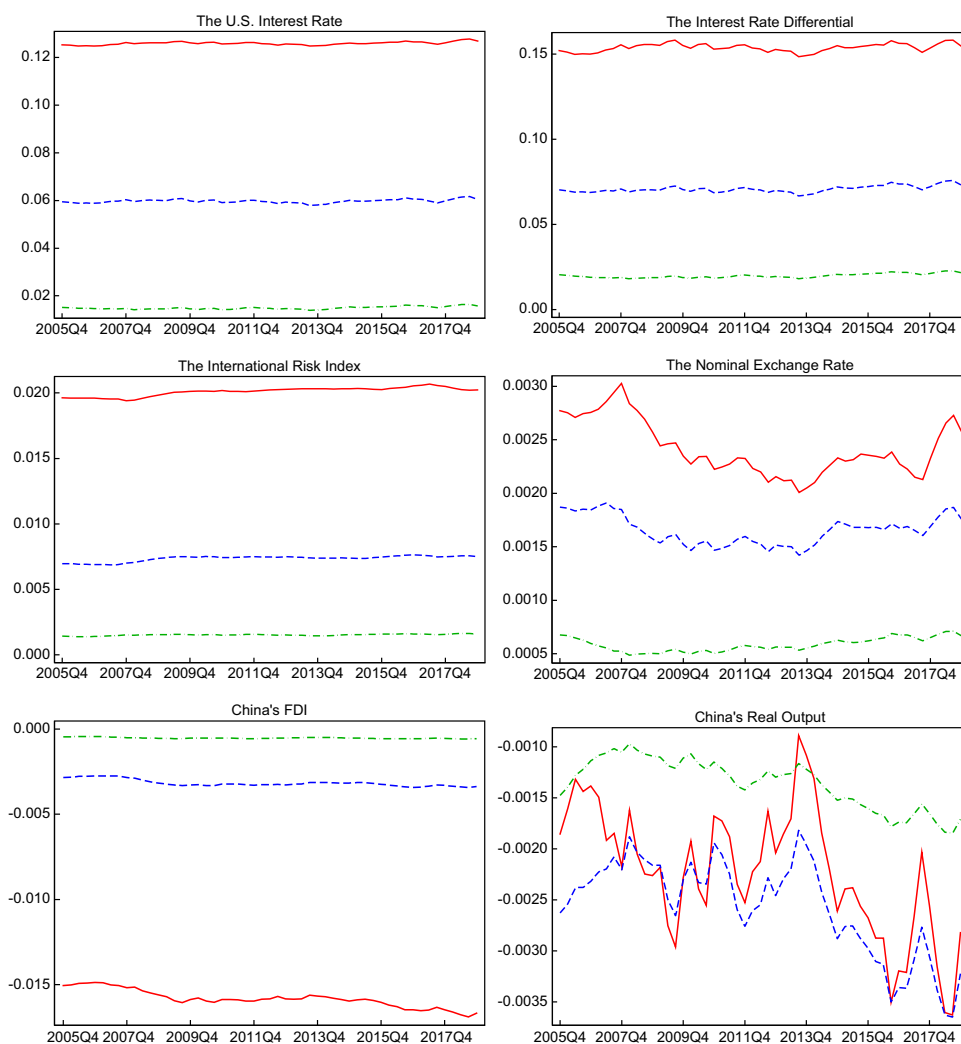 The U.S. Interest Rate
0.12
0.10
0.08
0.06
0.04
0.02
2005Q4 2007Q4 2009Q4 2011Q4 2013Q4 2015Q4 2017Q4
The Interest Rate Differential
0.15
0.10
0.05
0.00
2005Q4 2007Q4 2009Q4 2011Q4 2013Q4 2015Q4 2017Q4
The International Risk Index
0.020
0.015
0.010
0.005
0.000
2005Q4 2007Q4 2009Q4 2011Q4 2013Q4 2015Q4 2017Q4
The Nominal Exchange Rate
0.0030
0.0025
0.0020
0.0015
0.0010
0.0005
2005Q4 2007Q4 2009Q4 2011Q4 2013Q4 2015Q4 2017Q4
China's FDI
0.000
-0.005
-0.010
-0.015
2005Q4 2007Q4 2009Q4 2011Q4 2013Q4 2015Q4 2017Q4
China's Real Output
-0.0010
-0.0015
-0.0020
-0.0025
-0.0030
-0.0035
2005Q4 2007Q4 2009Q4 2011Q4 2013Q4 2015Q4 2017Q4